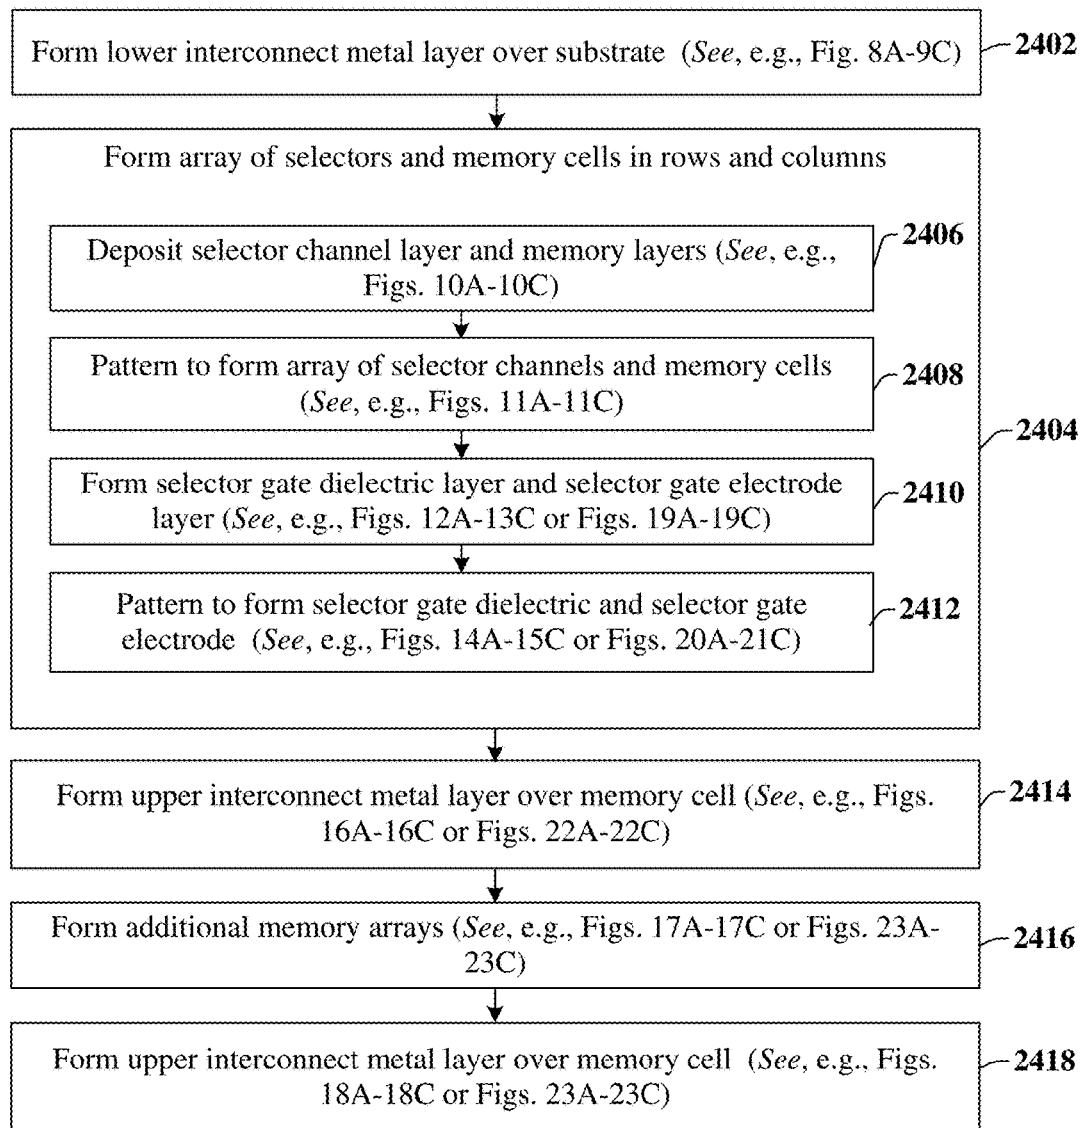 Form lower interconnect metal layer over substrate (See, e.g., Fig. 8A-9C)
2402
Form array of selectors and memory cells in rows and columns
2404
Deposit selector channel layer and memory layers (See, e.g.,
Figs. 10A-10C)
2406
Pattern to form array of selector channels and memory cells
(See, e.g., Figs. 11A-11C)
2408
Form selector gate dielectric layer and selector gate electrode
layer (See, e.g., Figs. 12A-13C or Figs. 19A-19C)
2410
Pattern to form selector gate dielectric and selector gate
electrode (See, e.g., Figs. 14A-15C or Figs. 20A-21C)
2412
Form upper interconnect metal layer over memory cell (See, e.g., Figs.
16A-16C or Figs. 22A-22C)
2414
Form additional memory arrays (See, e.g., Figs. 17A-17C or Figs. 23A-
23C)
2416
Form upper interconnect metal layer over memory cell (See, e.g., Figs.
18A-18C or Figs. 23A-23C)
2418